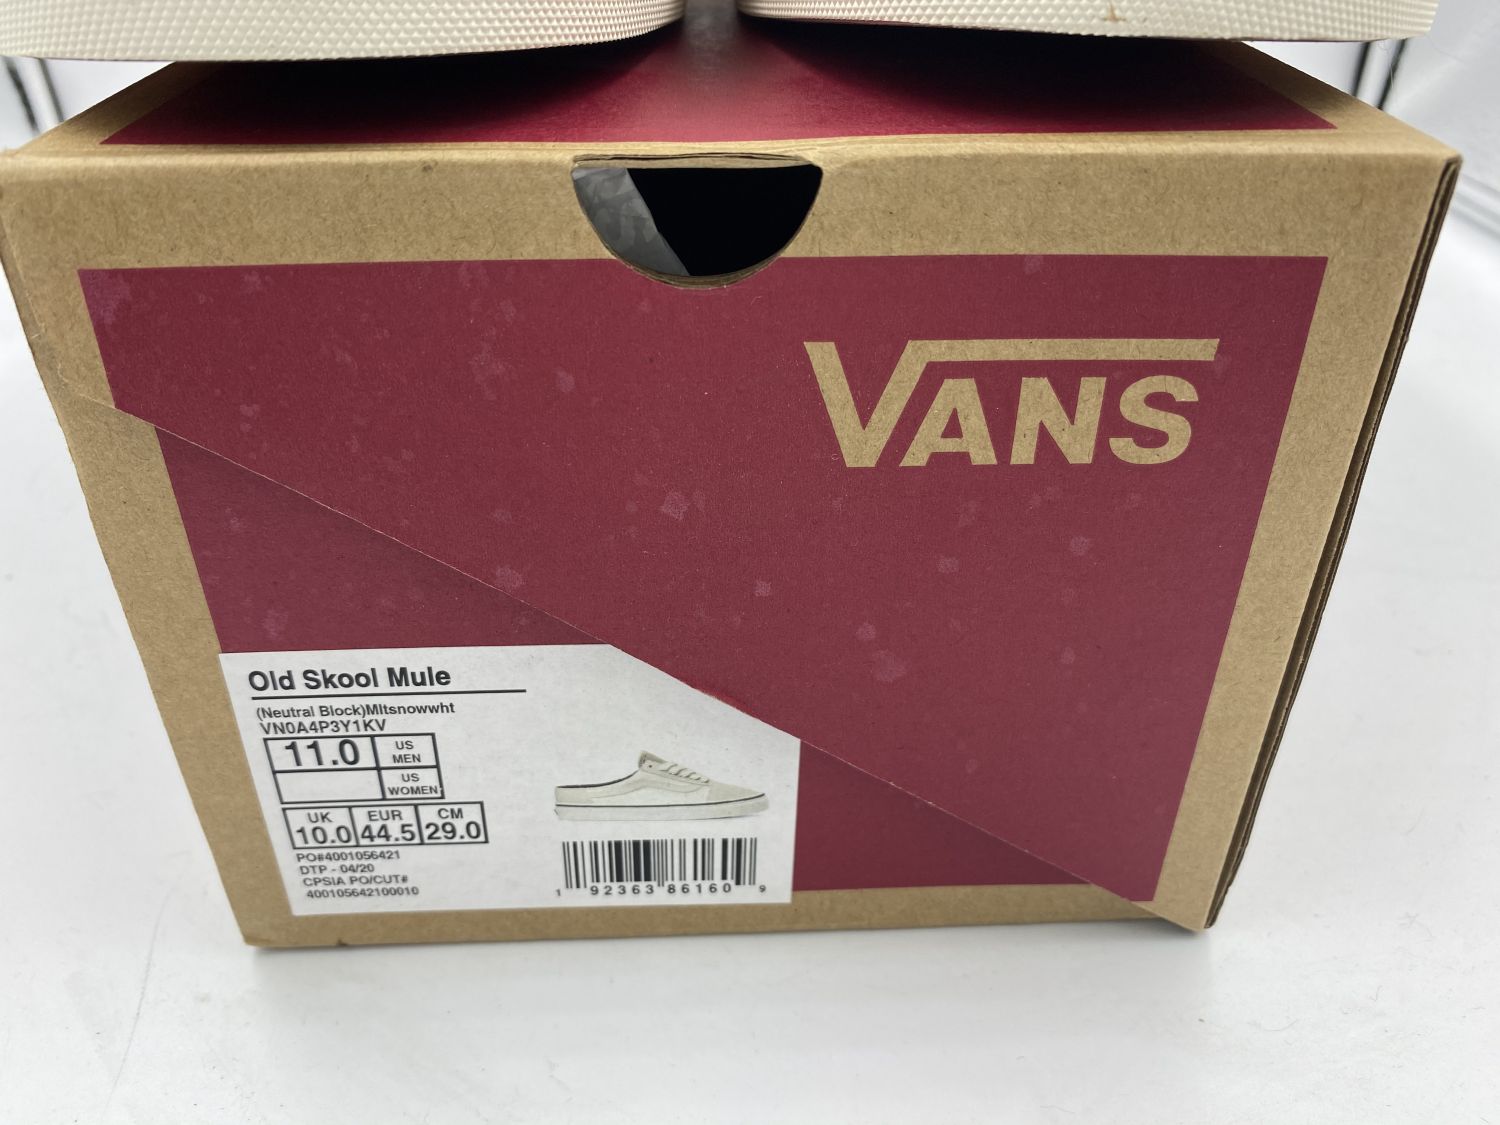 VANS
Old Skool Mule
(Neutral Block)Mltsnowwht
VN0A4P3Y1KV
11.0 US MEN
US WOMEN
UK EUR CM
10.0 44.5 29.0
PO#4001056421
DTP - 04/20
CPSIA PO/CUT#
400105642100010
1 92363 86160 9